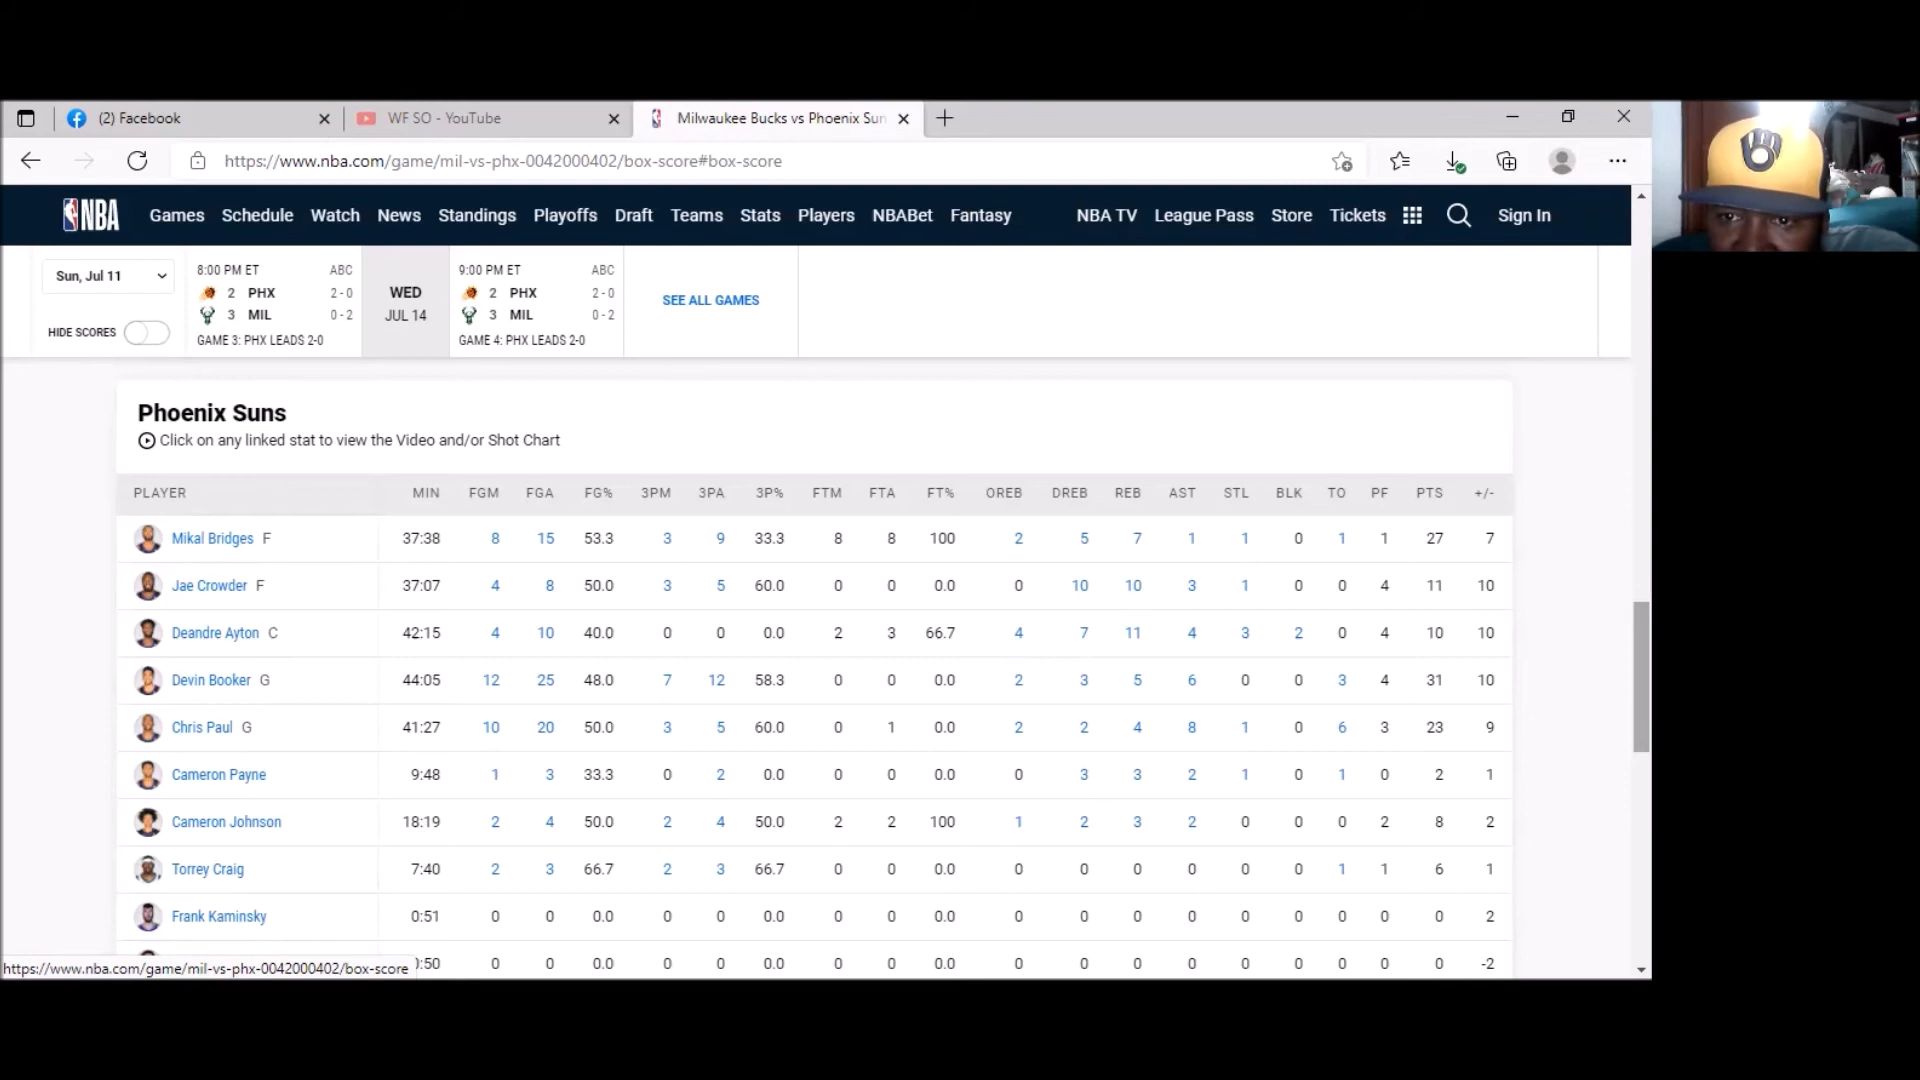 (2) Facebook
WF SO - YouTube
Milwaukee Bucks vs Phoenix Sun
https://www.nba.com/game/mil-vs-phx-0042000402/box-score#box-score
NBA Games Schedule Watch News Standings Playoffs Draft Teams Stats Players NBABet Fantasy NBA TV League Pass Store Tickets Sign In
Sun, Jul 11
HIDE SCORES
8:00 PM ET ABC
2 PHX 2-0
3 MIL 0-2
GAME 3: PHX LEADS 2-0
WED
JUL 14
9:00 PM ET ABC
2 PHX 2-0
3 MIL 0-2
GAME 4: PHX LEADS 2-0
SEE ALL GAMES
Phoenix Suns
Click on any linked stat to view the Video and/or Shot Chart
PLAYER MIN FGM FGA FG% 3PM 3PA 3P% FTM FTA FT% OREB DREB REB AST STL BLK TO PF PTS +/-
Mikal Bridges F 37:38 8 15 53.3 3 9 33.3 8 8 100 2 5 7 1 1 0 1 1 27 7
Jae Crowder F 37:07 4 8 50.0 3 5 60.0 0 0 0.0 0 10 10 3 1 0 0 4 11 10
Deandre Ayton C 42:15 4 10 40.0 0 0 0.0 2 3 66.7 4 7 11 4 3 2 0 4 10 10
Devin Booker G 44:05 12 25 48.0 7 12 58.3 0 0 0.0 2 3 5 6 0 0 3 4 31 10
Chris Paul G 41:27 10 20 50.0 3 5 60.0 0 1 0.0 2 2 4 8 1 0 6 3 23 9
Cameron Payne 9:48 1 3 33.3 0 2 0.0 0 0 0.0 0 3 3 2 1 0 1 0 2 1
Cameron Johnson 18:19 2 4 50.0 2 4 50.0 2 2 100 1 2 3 2 0 0 0 2 8 2
Torrey Craig 7:40 2 3 66.7 2 3 66.7 0 0 0.0 0 0 0 0 0 0 1 1 6 1
Frank Kaminsky 0:51 0 0 0.0 0 0 0.0 0 0 0.0 0 0 0 0 0 0 0 0 0 2
:50 0 0 0.0 0 0 0.0 0 0 0.0 0 0 0 0 0 0 0 0 0 -2
https://www.nba.com/game/mil-vs-phx-0042000402/box-score